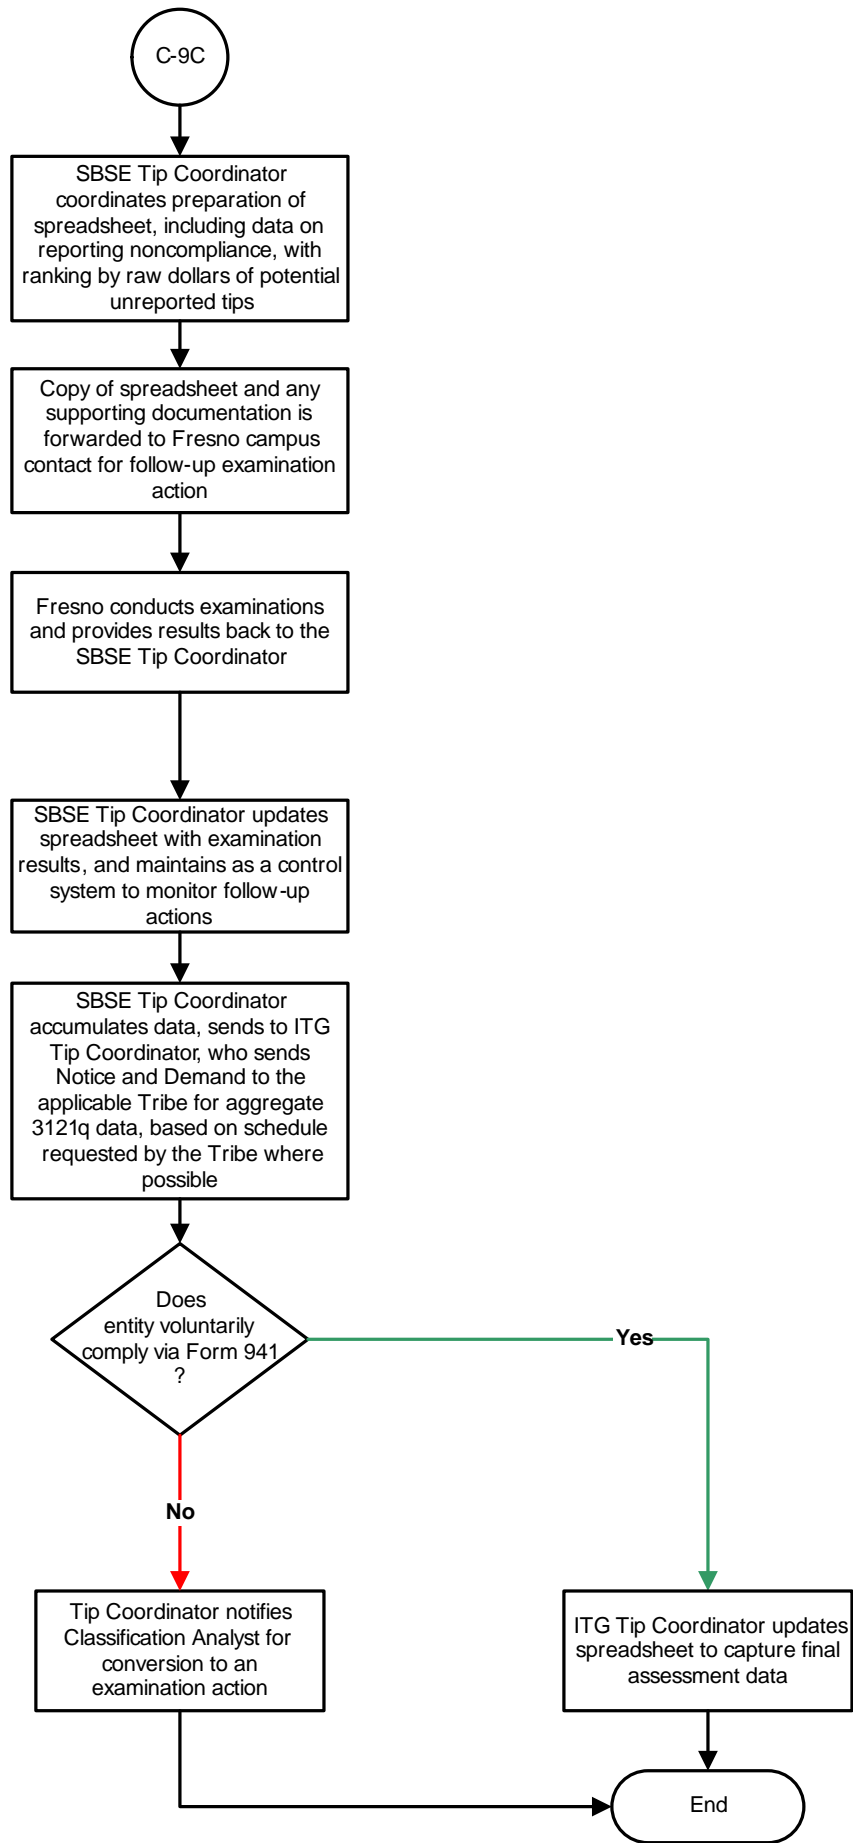 C-9C
SBSE Tip Coordinator
coordinates preparation of
spreadsheet, including data on
reporting noncompliance, with
ranking by raw dollars of potential
unreported tips
Copy of spreadsheet and any
supporting documentation is
forwarded to Fresno campus
contact for follow-up examination
action
Fresno conducts examinations
and provides results back to the
SBSE Tip Coordinator
SBSE Tip Coordinator updates
spreadsheet with examination
results, and maintains as a control
system to monitor follow-up
actions
SBSE Tip Coordinator
accumulates data, sends to ITG
Tip Coordinator, who sends
Notice and Demand to the
applicable Tribe for aggregate
3121q data, based on schedule
requested by the Tribe where
possible
Does
entity voluntarily
comply via Form 941
?
Yes
No
Tip Coordinator notifies
Classification Analyst for
conversion to an
examination action
ITG Tip Coordinator updates
spreadsheet to capture final
assessment data
End